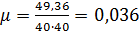 μ = 49,36/40·40 = 0,036